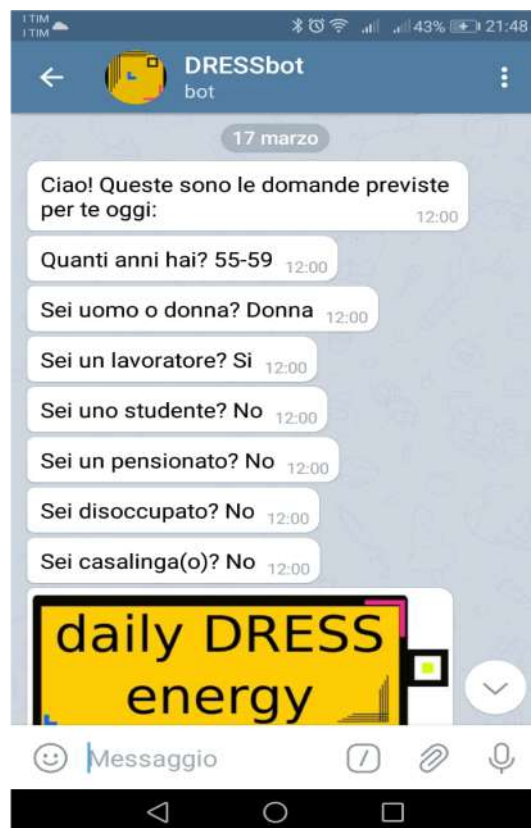 I TIM
I TIM
43% 21:48
DRESSbot
bot
17 marzo
Ciao! Queste sono le domande previste
per te oggi:
12:00
Quanti anni hai? 55-59 12:00
Sei uomo o donna? Donna 12:00
Sei un lavoratore? Si 12:00
Sei uno studente? No 12:00
Sei un pensionato? No 12:00
Sei disoccupato? No 12:00
Sei casalinga(o)? No 12:00
daily DRESS
energy
Messaggio